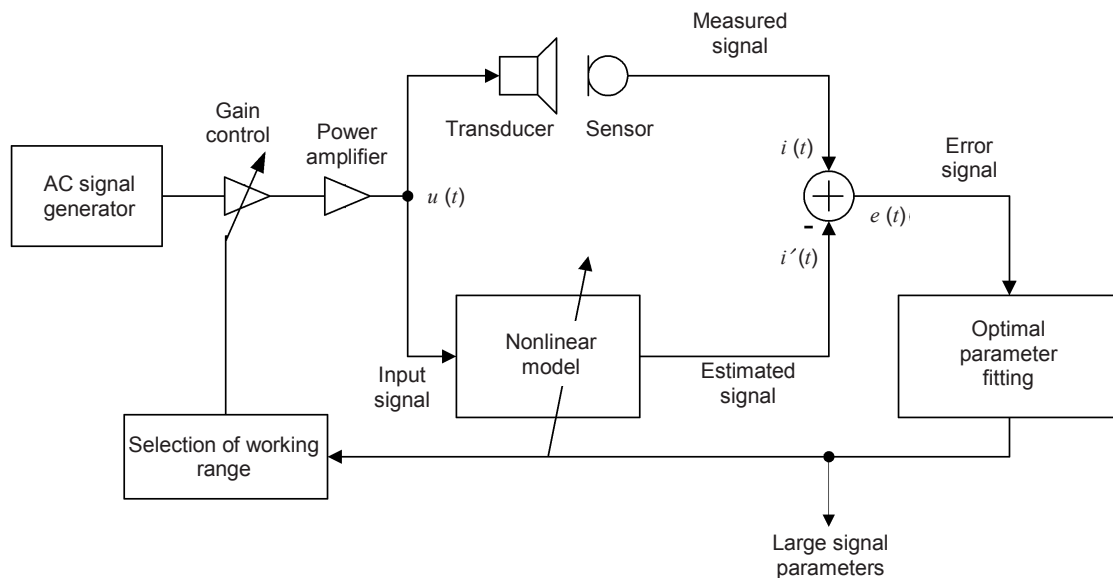 Measured
signal
Gain
control
Power
amplifier
Transducer
Sensor
AC signal
generator
u (t)
i (t)
Error
signal
+
-
e (t)
i′(t)
Input
signal
Nonlinear
model
Estimated
signal
Optimal
parameter
fitting
Selection of working
range
Large signal
parameters